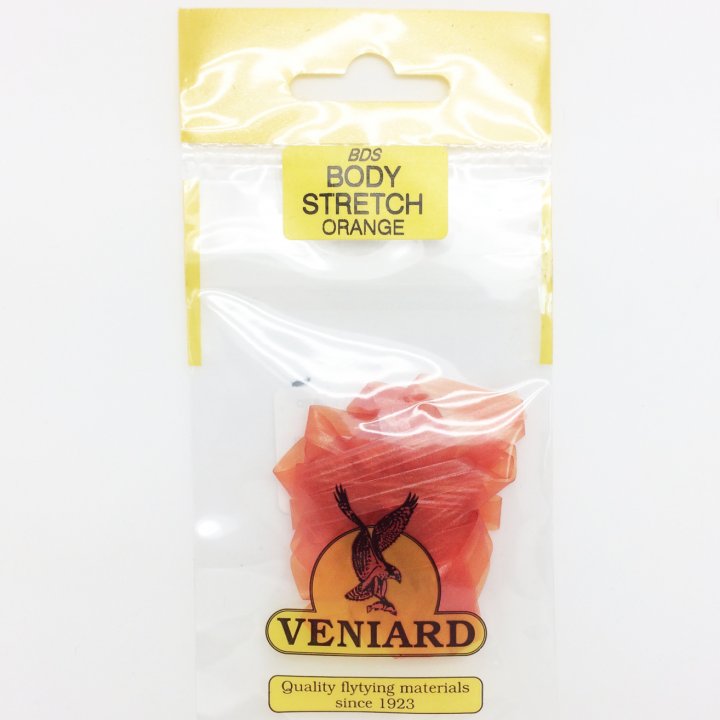 BDS
BODY
STRETCH
ORANGE
VENIARD
Quality flytying materials
since 1923